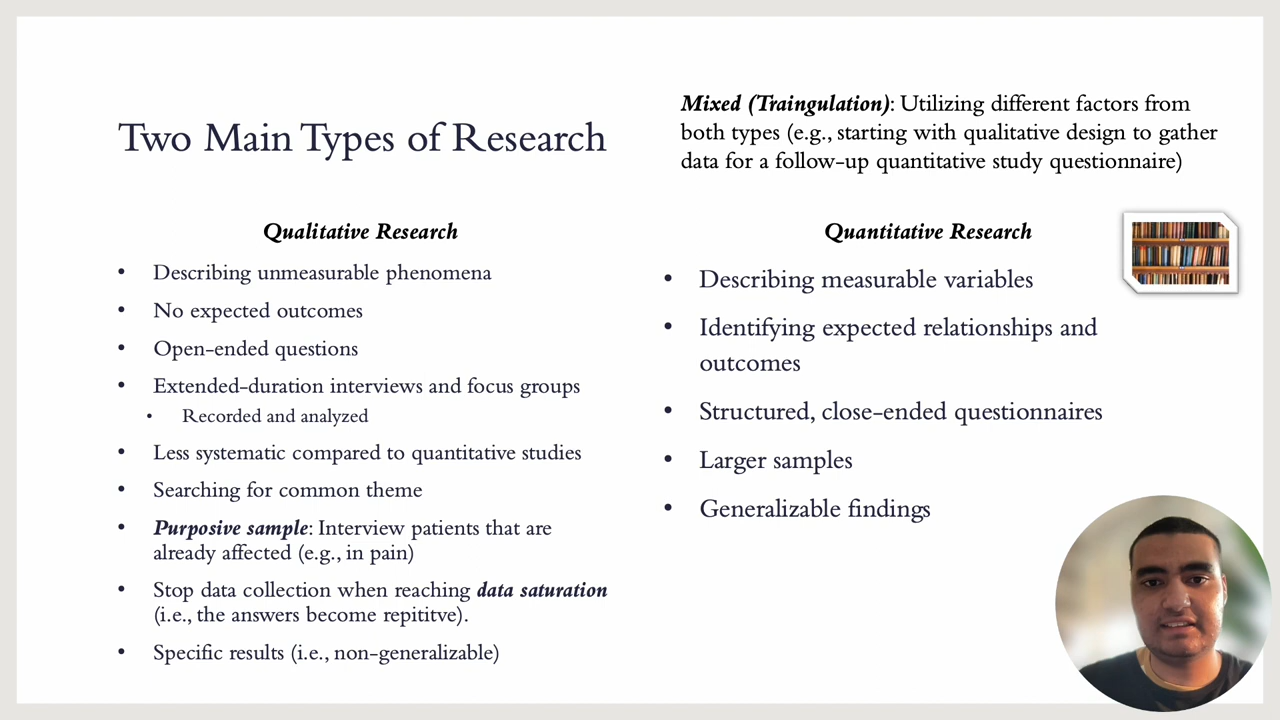 Two Main Types of Research
Mixed (Traingulation): Utilizing different factors from
both types (e.g., starting with qualitative design to gather
data for a follow-up quantitative study questionnaire)
Qualitative Research
• Describing unmeasurable phenomena
• No expected outcomes
• Open-ended questions
• Extended-duration interviews and focus groups
• Recorded and analyzed
• Less systematic compared to quantitative studies
• Searching for common theme
• Purposive sample: Interview patients that are
already affected (e.g., in pain)
• Stop data collection when reaching data saturation
(i.e., the answers become repititve).
• Specific results (i.e., non-generalizable)
Quantitative Research
• Describing measurable variables
• Identifying expected relationships and
outcomes
• Structured, close-ended questionnaires
• Larger samples
• Generalizable findings